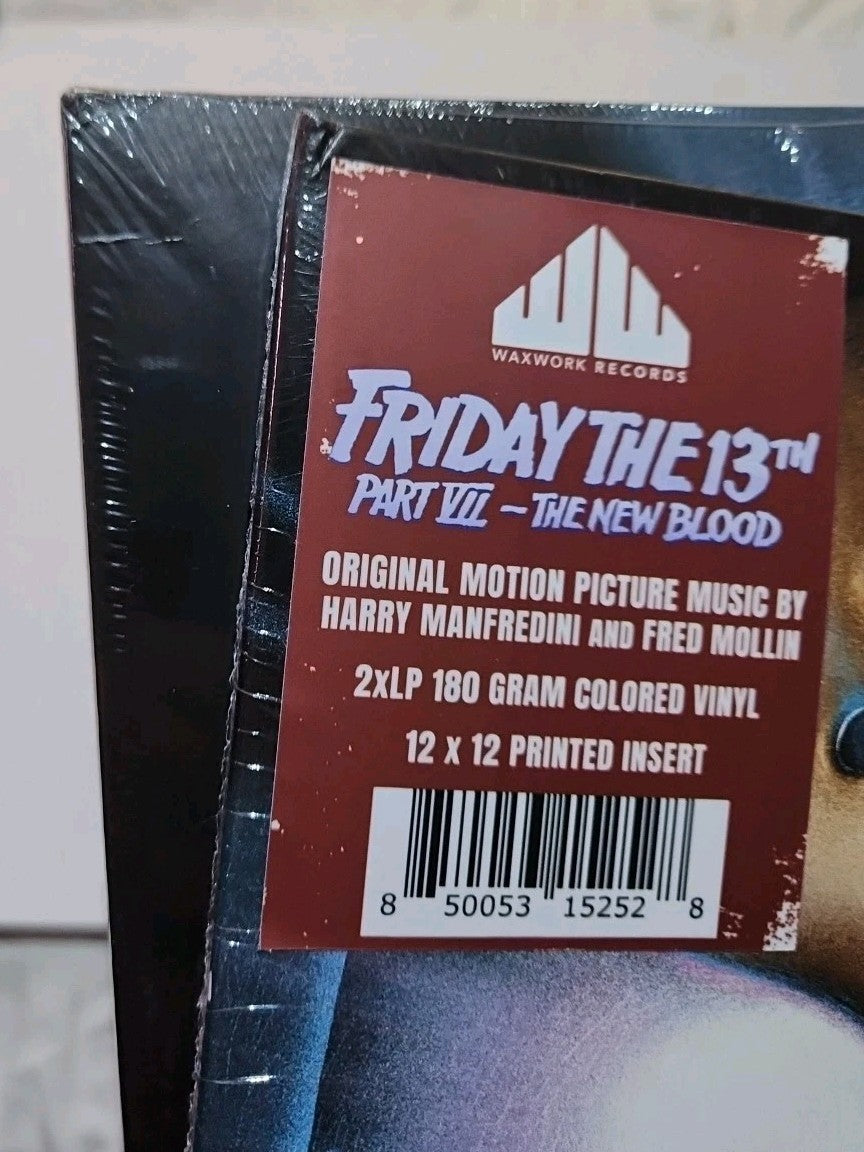 WAXWORK RECORDS
FRIDAY THE 13TH
PART VII - THE NEW BLOOD
ORIGINAL MOTION PICTURE MUSIC BY
HARRY MANFREDINI AND FRED MOLLIN
2xLP 180 GRAM COLORED VINYL
12 X 12 PRINTED INSERT
8 50053 15252 8